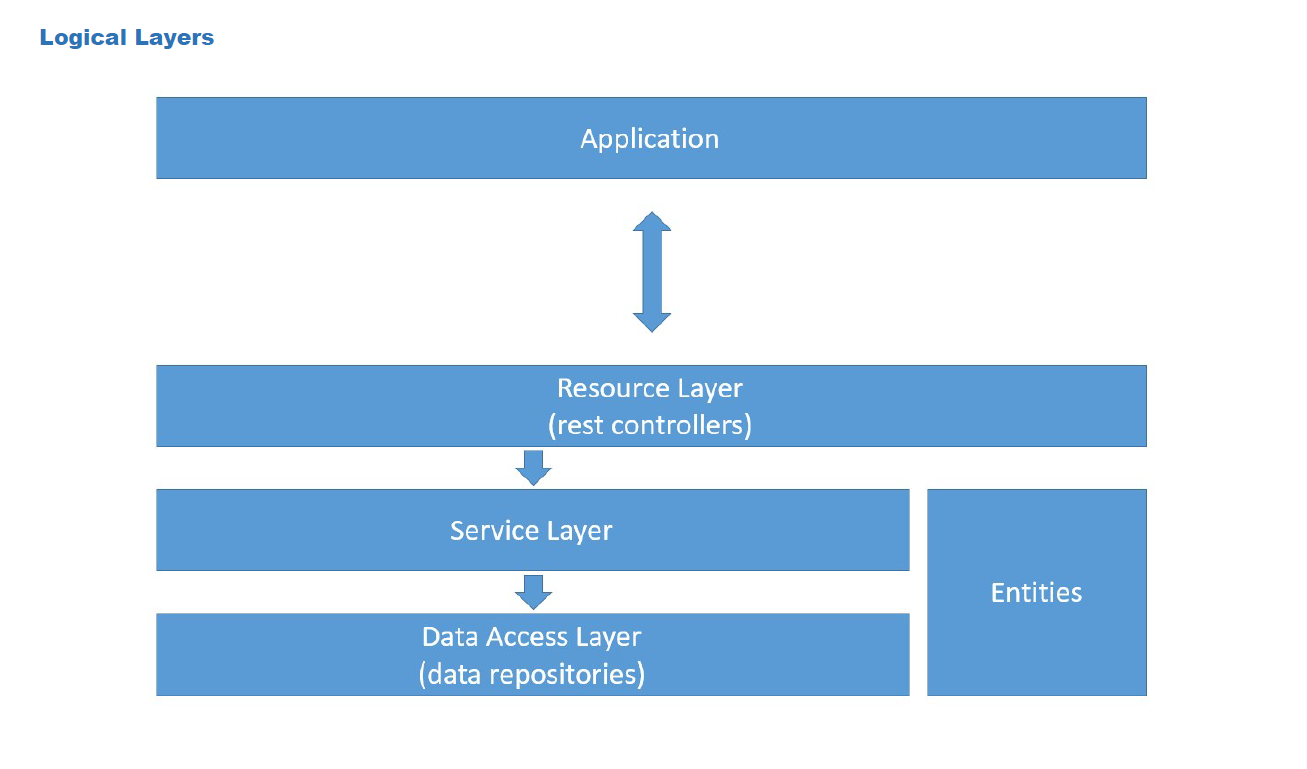 Logical Layers
Application
Resource Layer
(rest controllers)
Service Layer
Entities
Data Access Layer
(data repositories)